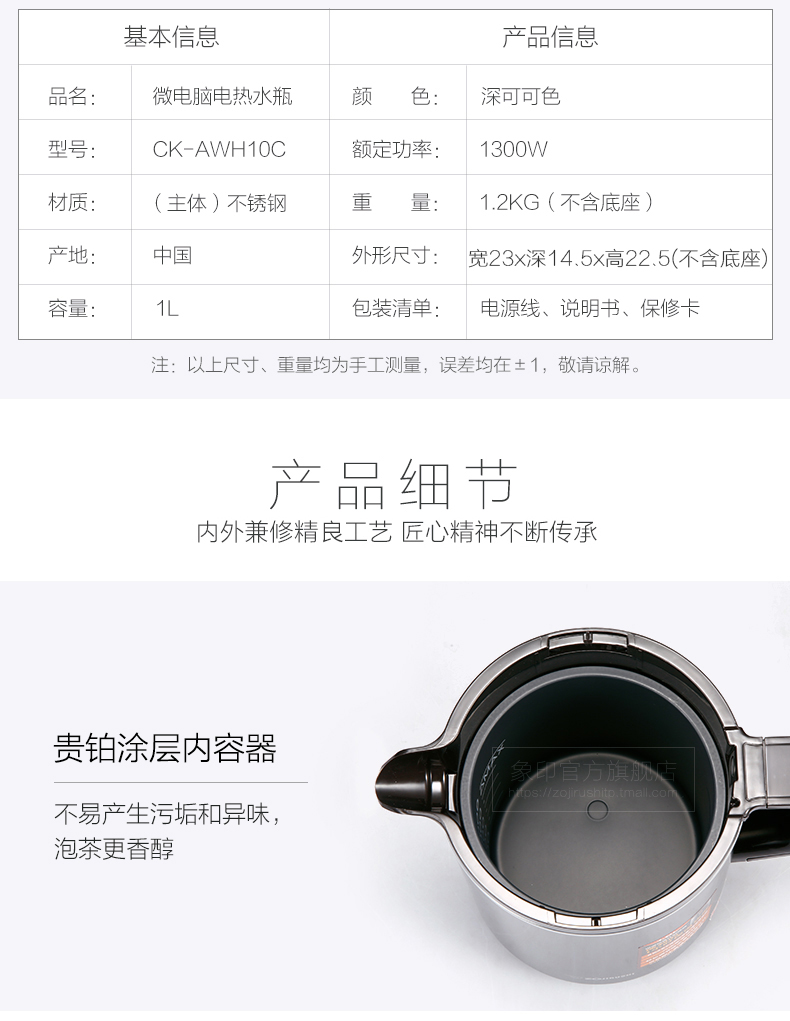 基本信息 产品信息
品名： 微电脑电热水瓶 颜 色： 深可可色
型号： CK-AWH10C 额定功率： 1300W
材质： （主体）不锈钢 重 量： 1.2KG（不含底座）
产地： 中国 外形尺寸： 宽23x深14.5x高22.5(不含底座)
容量： 1L 包装清单： 电源线、说明书、保修卡
注：以上尺寸、重量均为手工测量，误差均在±1，敬请谅解。
产品细节
内外兼修精良工艺 匠心精神不断传承
贵铂涂层内容器
不易产生污垢和异味，
泡茶更香醇
MAX
象印官方旗舰店
https://zojirushitp.tmall.com